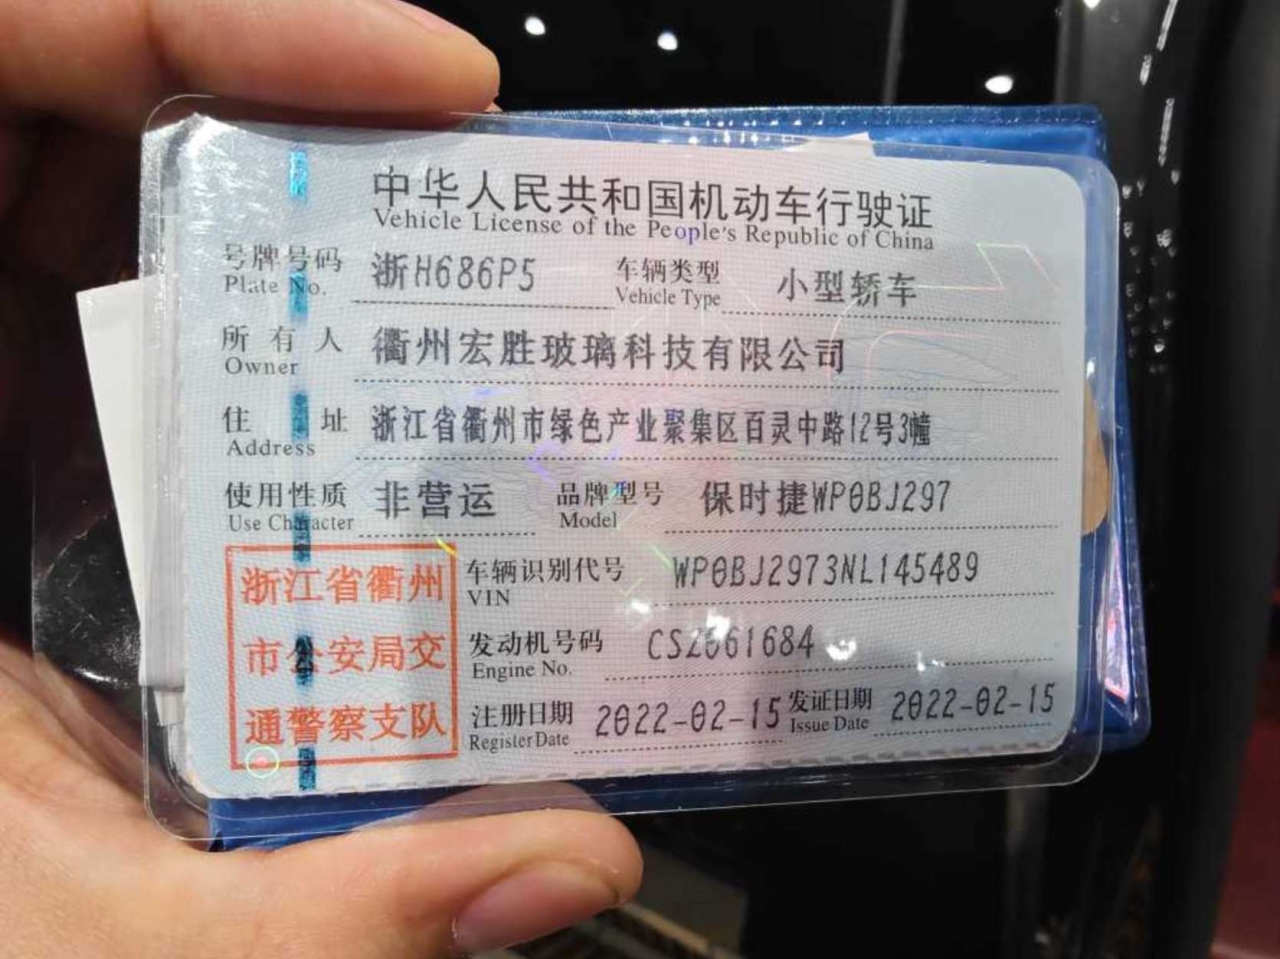 中华人民共和国机动车行驶证
Vehicle License of the People's Republic of China
号牌号码 浙H686P5 车辆类型 小型轿车
Plate No. Vehicle Type
所有人 衢州宏胜玻璃科技有限公司
Owner
住址 浙江省衢州市绿色产业聚集区百灵中路12号3幢
Address
使用性质 非营运 品牌型号 保时捷WP0BJ297
Use Character Model
浙江省衢州
市公安局交
通警察支队
车辆识别代号 WP0BJ2973NL145489
VIN
发动机号码 CSZ061684
Engine No.
注册日期 2022-02-15 发证日期 2022-02-15
Register Date Issue Date